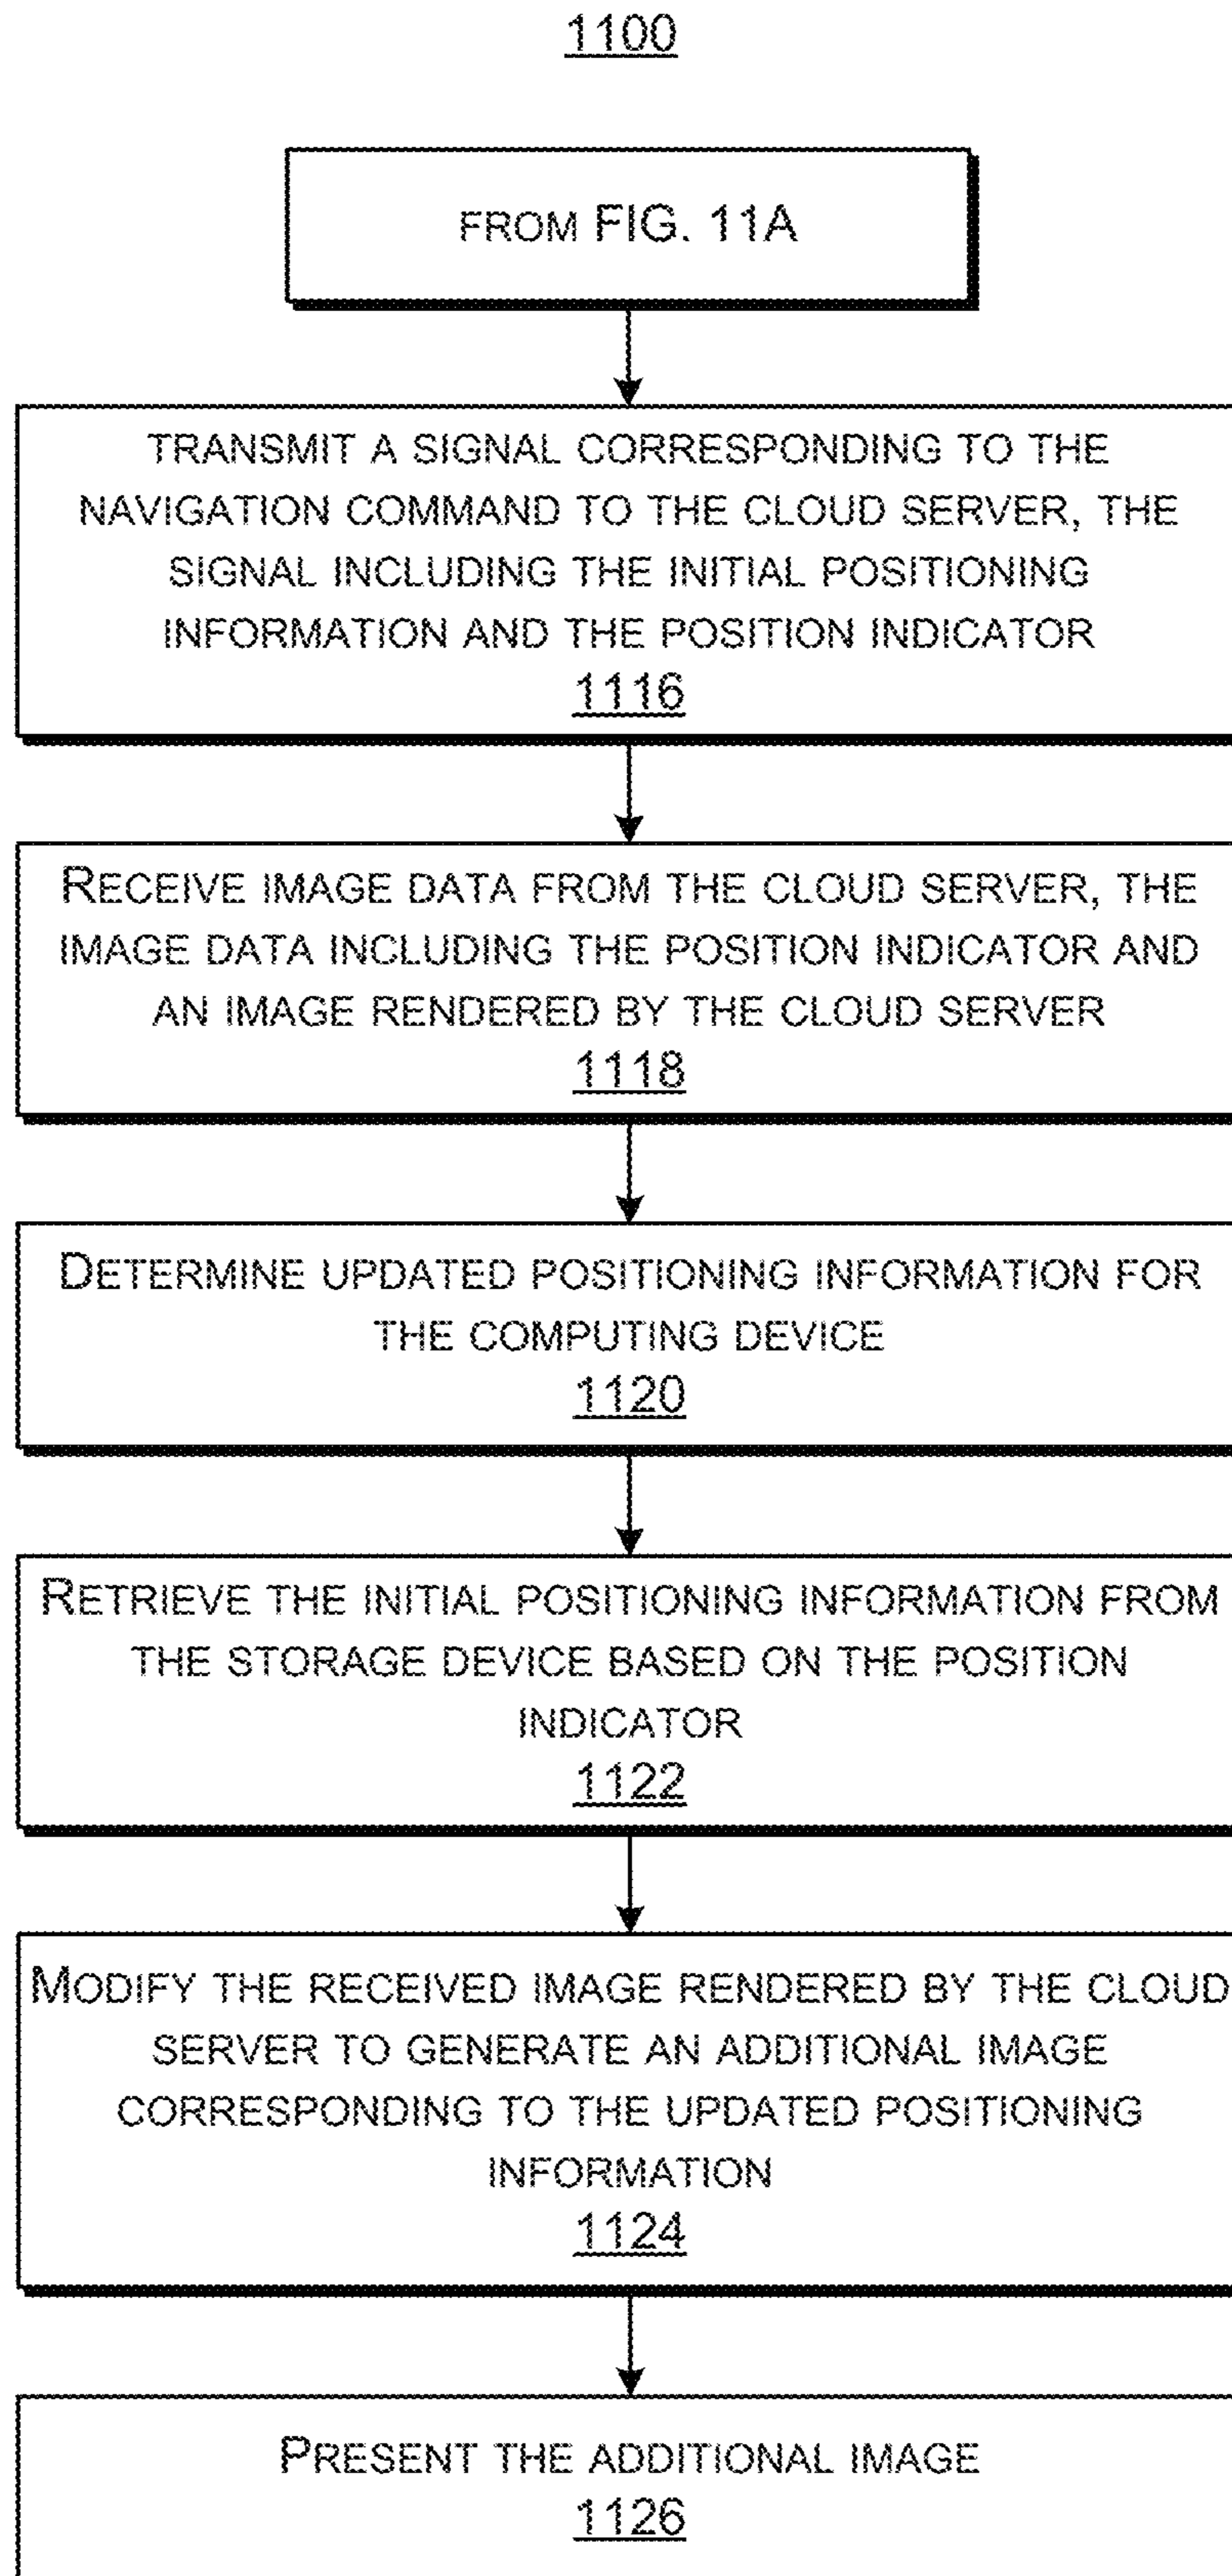 1100
FROM FIG. 11A
TRANSMIT A SIGNAL CORRESPONDING TO THE
NAVIGATION COMMAND TO THE CLOUD SERVER, THE
SIGNAL INCLUDING THE INITIAL POSITIONING
INFORMATION AND THE POSITION INDICATOR
1116
RECEIVE IMAGE DATA FROM THE CLOUD SERVER, THE
IMAGE DATA INCLUDING THE POSITION INDICATOR AND
AN IMAGE RENDERED BY THE CLOUD SERVER
1118
DETERMINE UPDATED POSITIONING INFORMATION FOR
THE COMPUTING DEVICE
1120
RETRIEVE THE INITIAL POSITIONING INFORMATION FROM
THE STORAGE DEVICE BASED ON THE POSITION
INDICATOR
1122
MODIFY THE RECEIVED IMAGE RENDERED BY THE CLOUD
SERVER TO GENERATE AN ADDITIONAL IMAGE
CORRESPONDING TO THE UPDATED POSITIONING
INFORMATION
1124
PRESENT THE ADDITIONAL IMAGE
1126